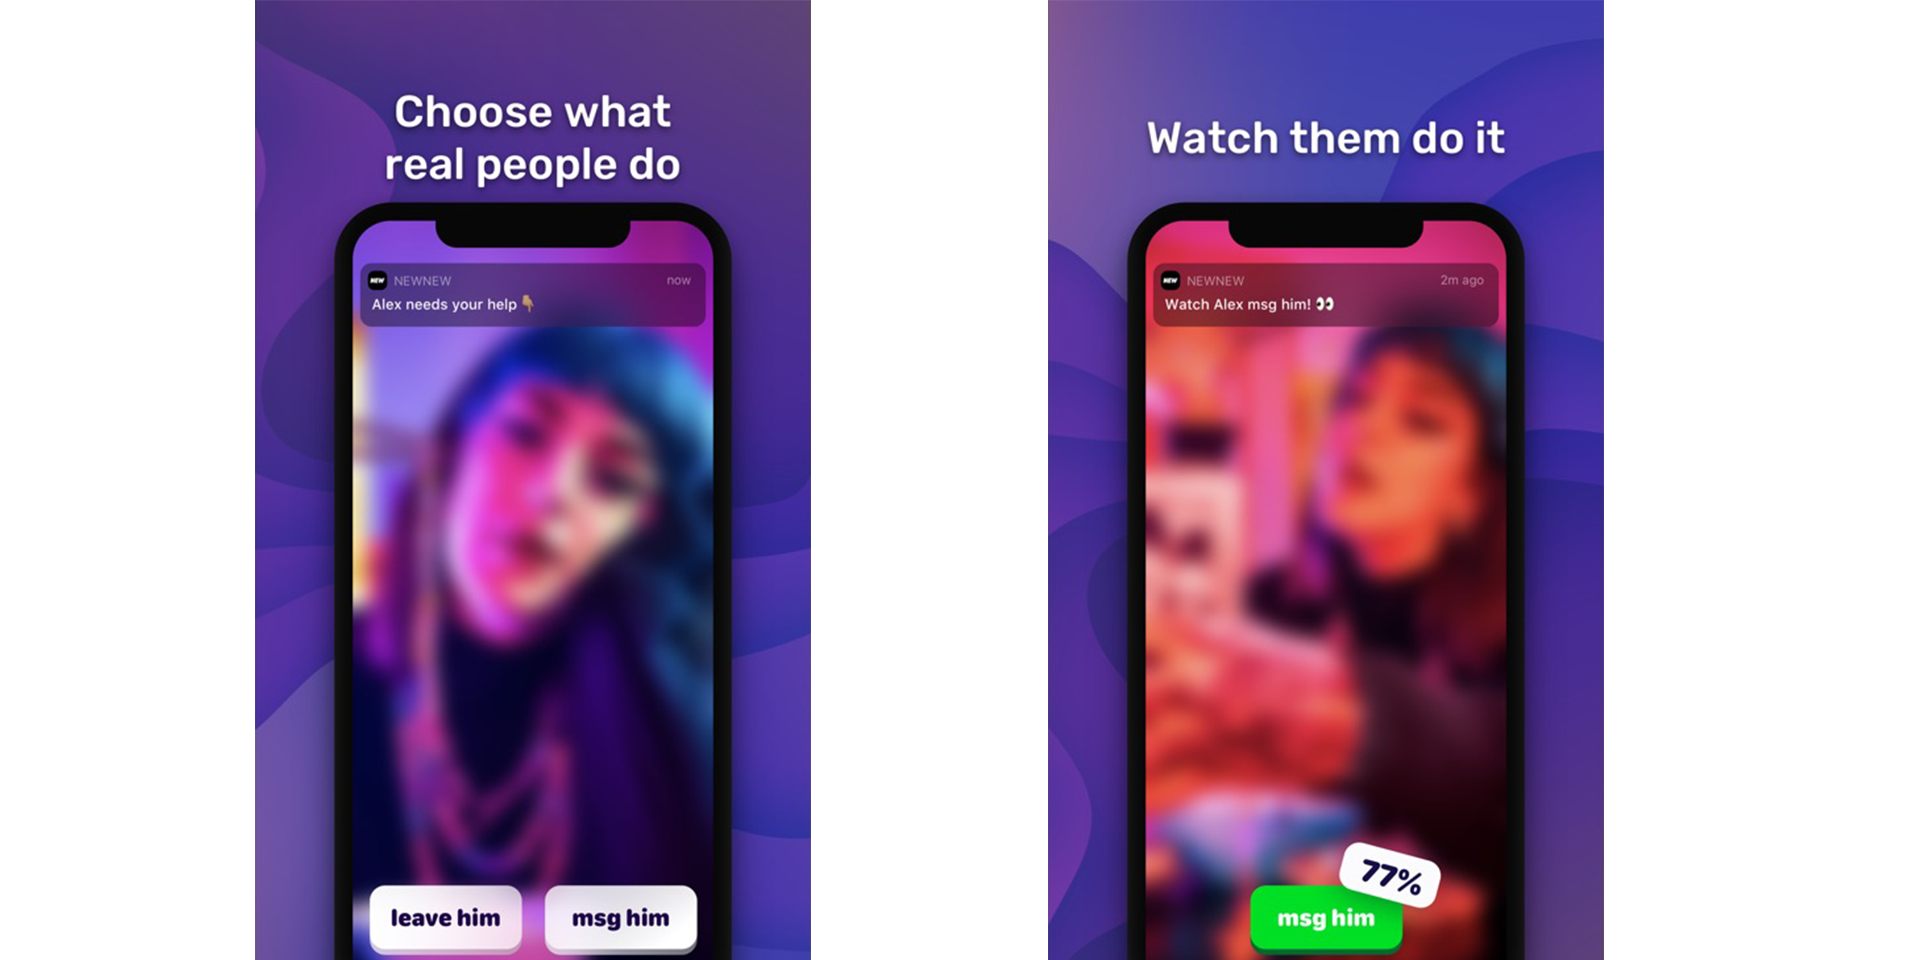 Choose what
real people do
NEW NEWNEW now
Alex needs your help 👇🏽
leave him
msg him
Watch them do it
NEW NEWNEW 2m ago
Watch Alex msg him! 👀
77%
msg him